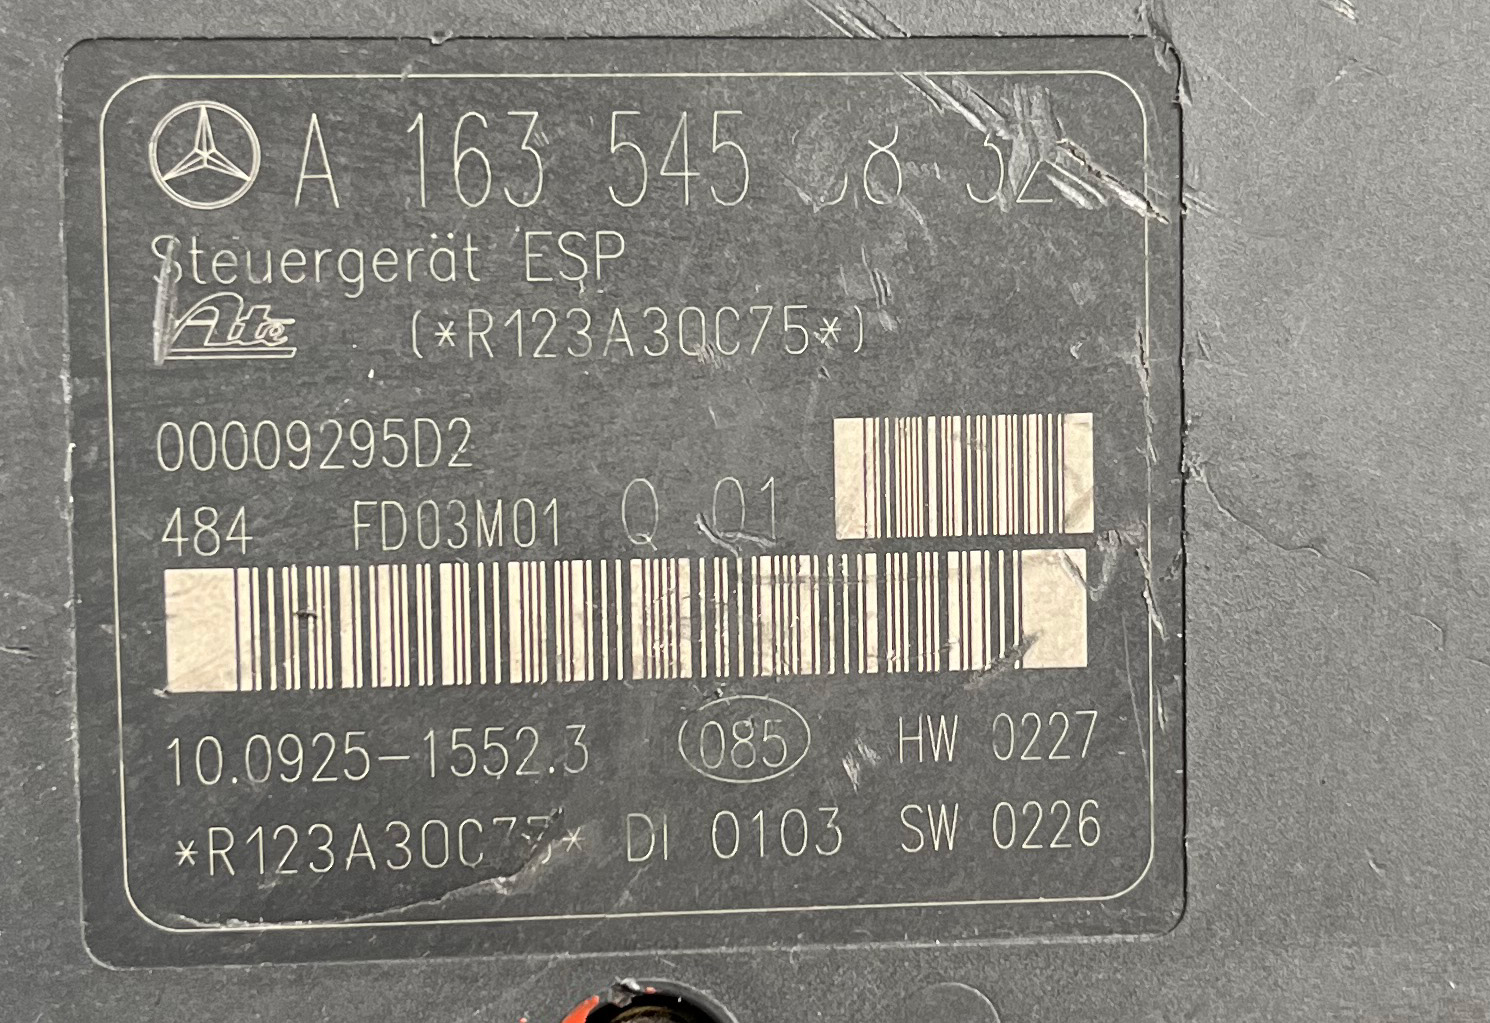 A 163 545
Steuergerät ESP
Ate (*R123A30C75*)
00009295D2
484 FD03M01 Q 01
10.0925-1552.3 085 HW 0227
DI 0103 SW 0226